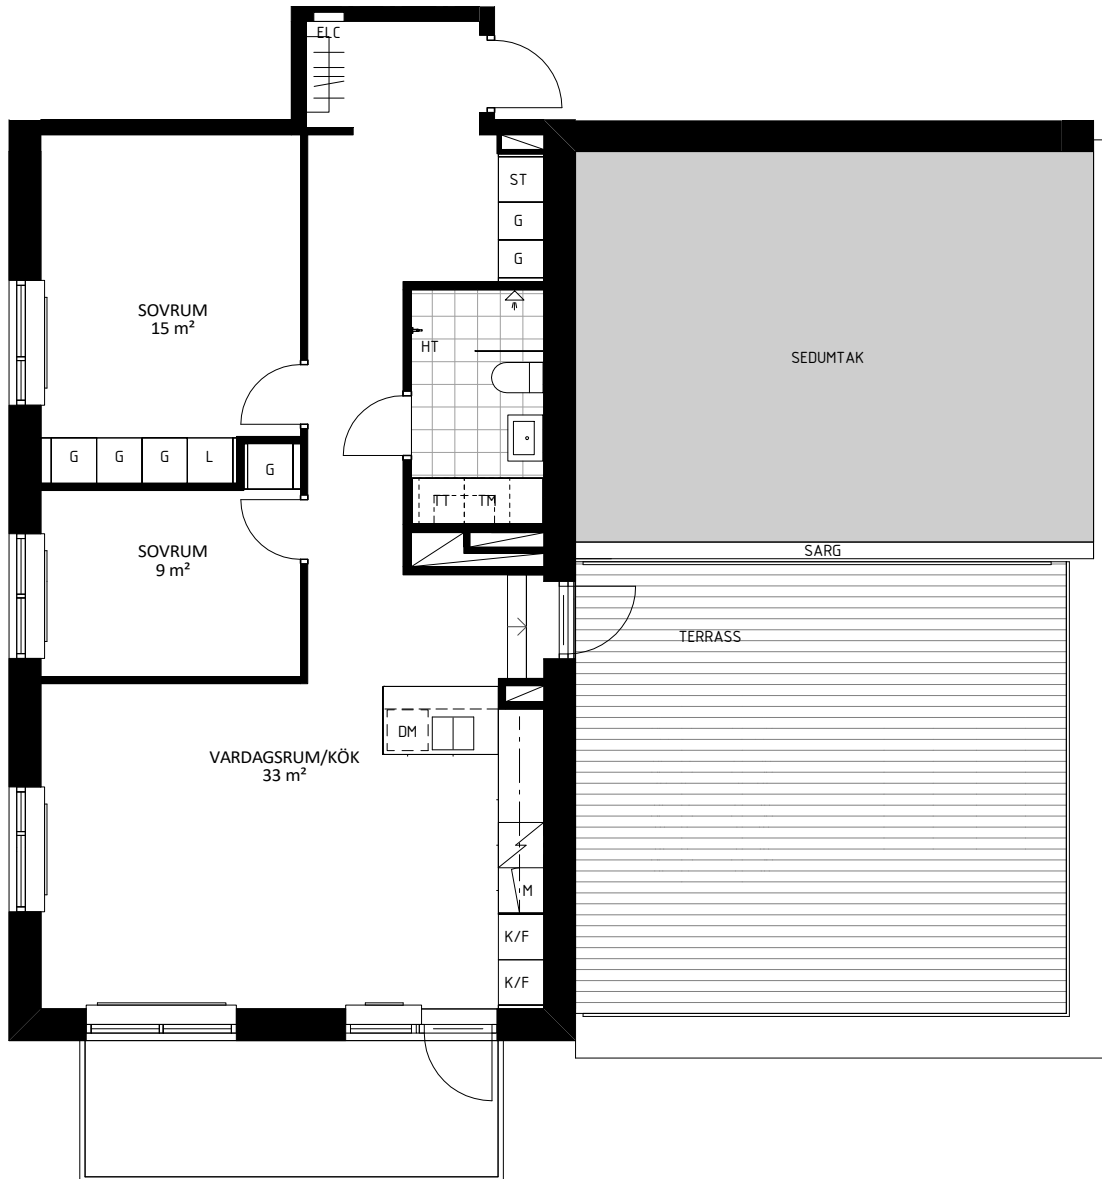 ELC
ST
G
G
SOVRUM
15 m²
HT
SEDUMTAK
G
G
G
L
G
TT
TM
SOVRUM
9 m²
SARG
TERRASS
DM
VARDAGSRUM/KÖK
33 m²
M
K/F
K/F